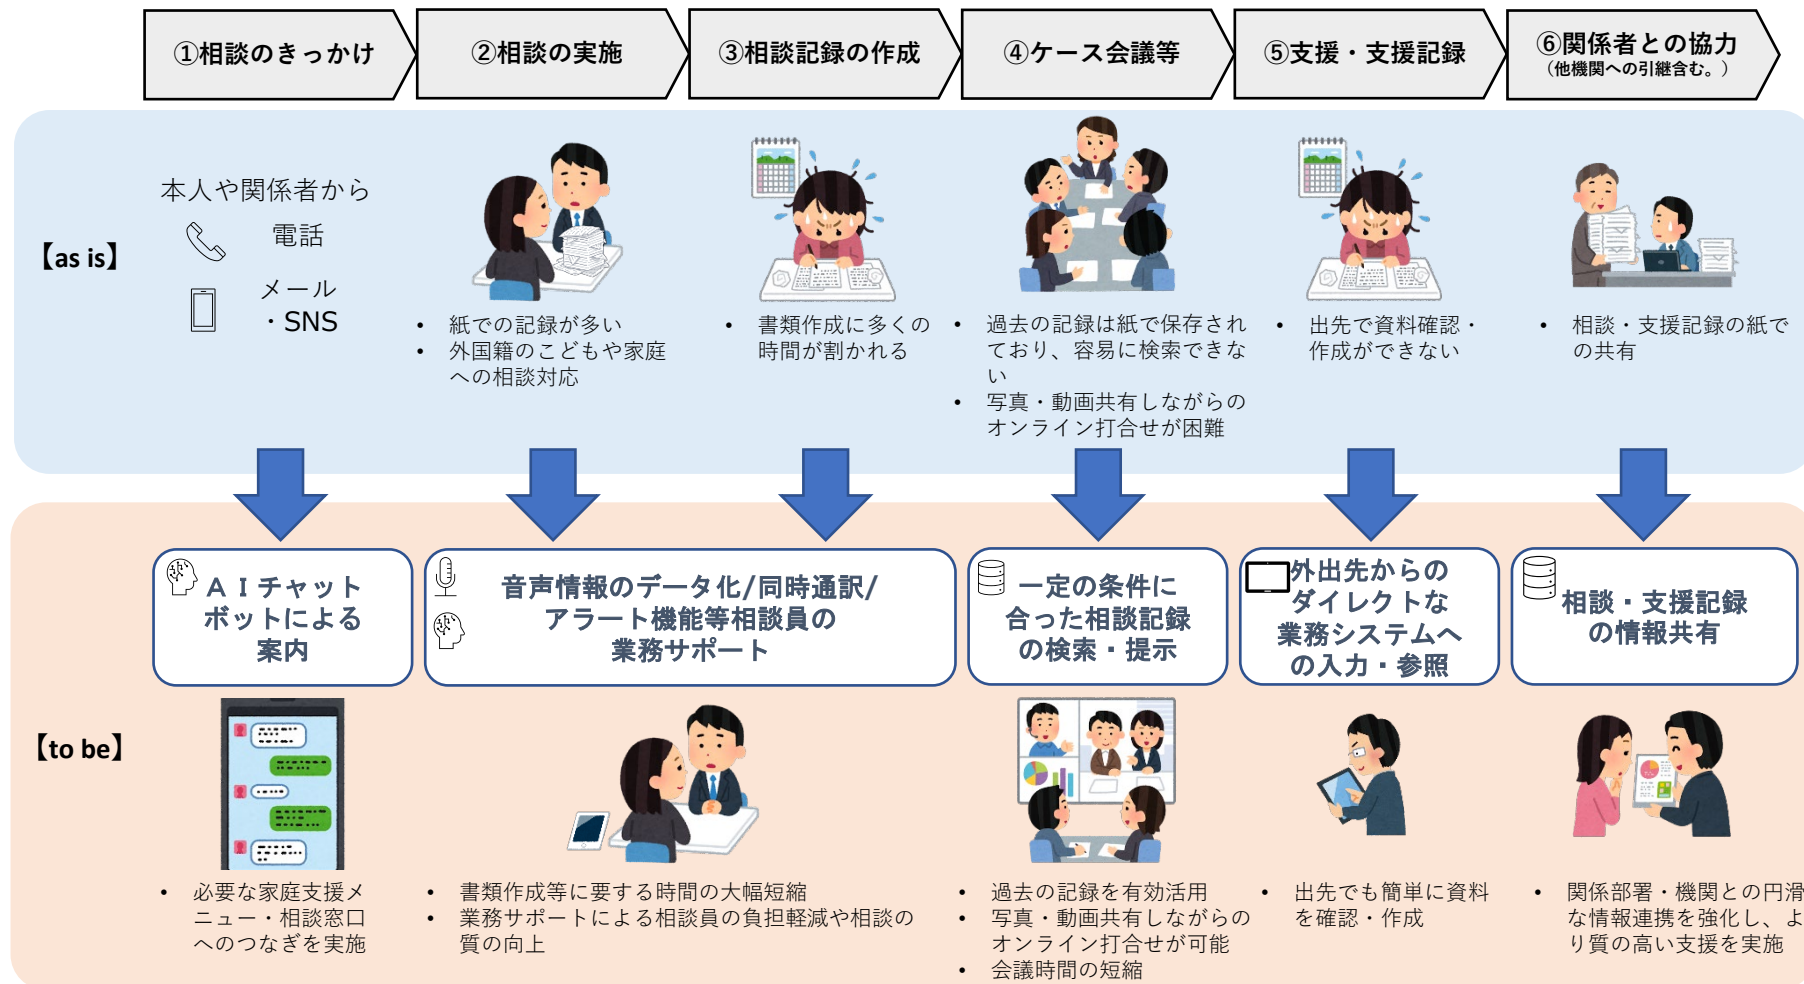 ①相談のきっかけ
②相談の実施
③相談記録の作成
④ケース会議等
⑤支援・支援記録
⑥関係者との協力
（他機関への引継含む。）
【as is】
本人や関係者から
電話
メール
・SNS
• 紙での記録が多い
• 外国籍のこどもや家庭
への相談対応
• 書類作成に多くの
時間が割かれる
• 過去の記録は紙で保存され
ており、容易に検索できな
い
• 写真・動画共有しながらの
オンライン打合せが困難
• 出先で資料確認・
作成ができない
• 相談・支援記録の紙で
の共有
【to be】
ＡＩチャット
ボットによる
案内
音声情報のデータ化/同時通訳/
アラート機能等相談員の
業務サポート
一定の条件に
合った相談記録
の検索・提示
外出先からの
ダイレクトな
業務システムへ
の入力・参照
相談・支援記録
の情報共有
• 必要な家庭支援メ
ニュー・相談窓口
へのつなぎを実施
• 書類作成等に要する時間の大幅短縮
• 業務サポートによる相談員の負担軽減や相談の
質の向上
• 過去の記録を有効活用
• 写真・動画共有しながらの
オンライン打合せが可能
• 会議時間の短縮
• 出先でも簡単に資料
を確認・作成
• 関係部署・機関との円滑
な情報連携を強化し、よ
り質の高い支援を実施